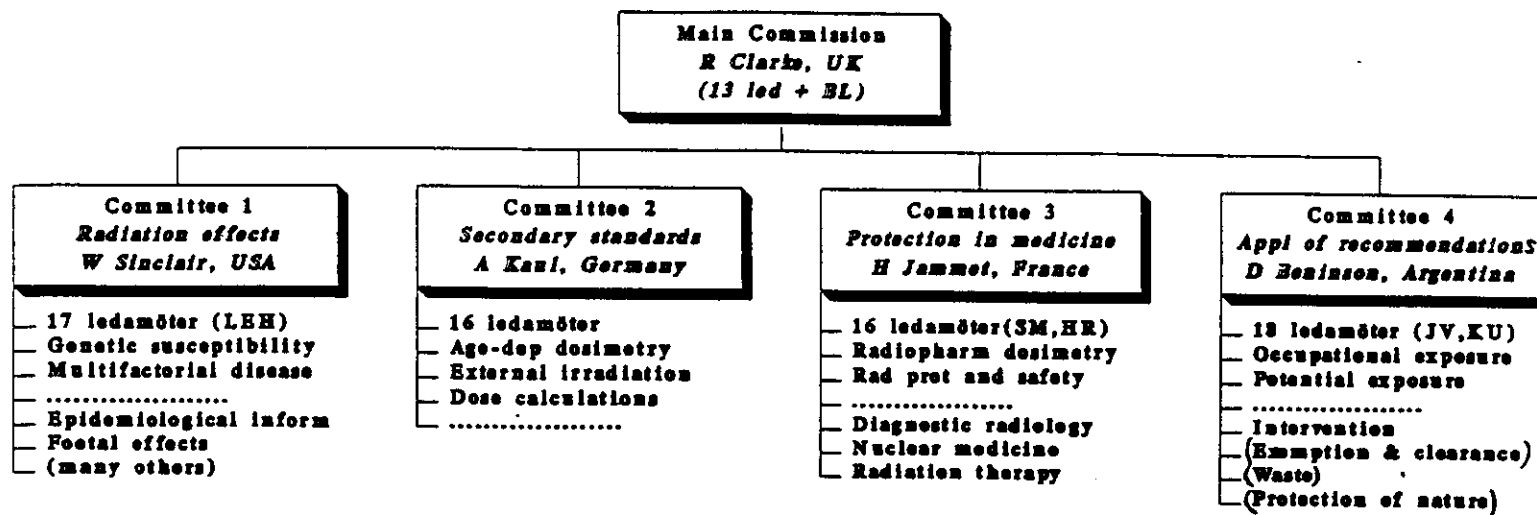 Main Commission
R Clarke, UK
(13 led + BL)
Committee 1
Radiation effects
W Sinclair, USA
17 ledamöter (LEH)
Genetic susceptibility
Multifactorial disease
.....................
Epidemiological inform
Foetal effects
(many others)
Committee 2
Secondary standards
A Kaul, Germany
16 ledamöter
Age-dep dosimetry
External irradiation
Dose calculations
.....................
Committee 3
Protection in medicine
H Jammet, France
16 ledamöter(SM,HR)
Radiopharm dosimetry
Rad prot and safety
.....................
Diagnostic radiology
Nuclear medicine
Radiation therapy
Committee 4
Appl of recommendations
D Beninson, Argentina
18 ledamöter (JV,KU)
Occupational exposure
Potential exposure
.....................
Intervention
(Exemption & clearance)
(Waste)
(Protection of nature)